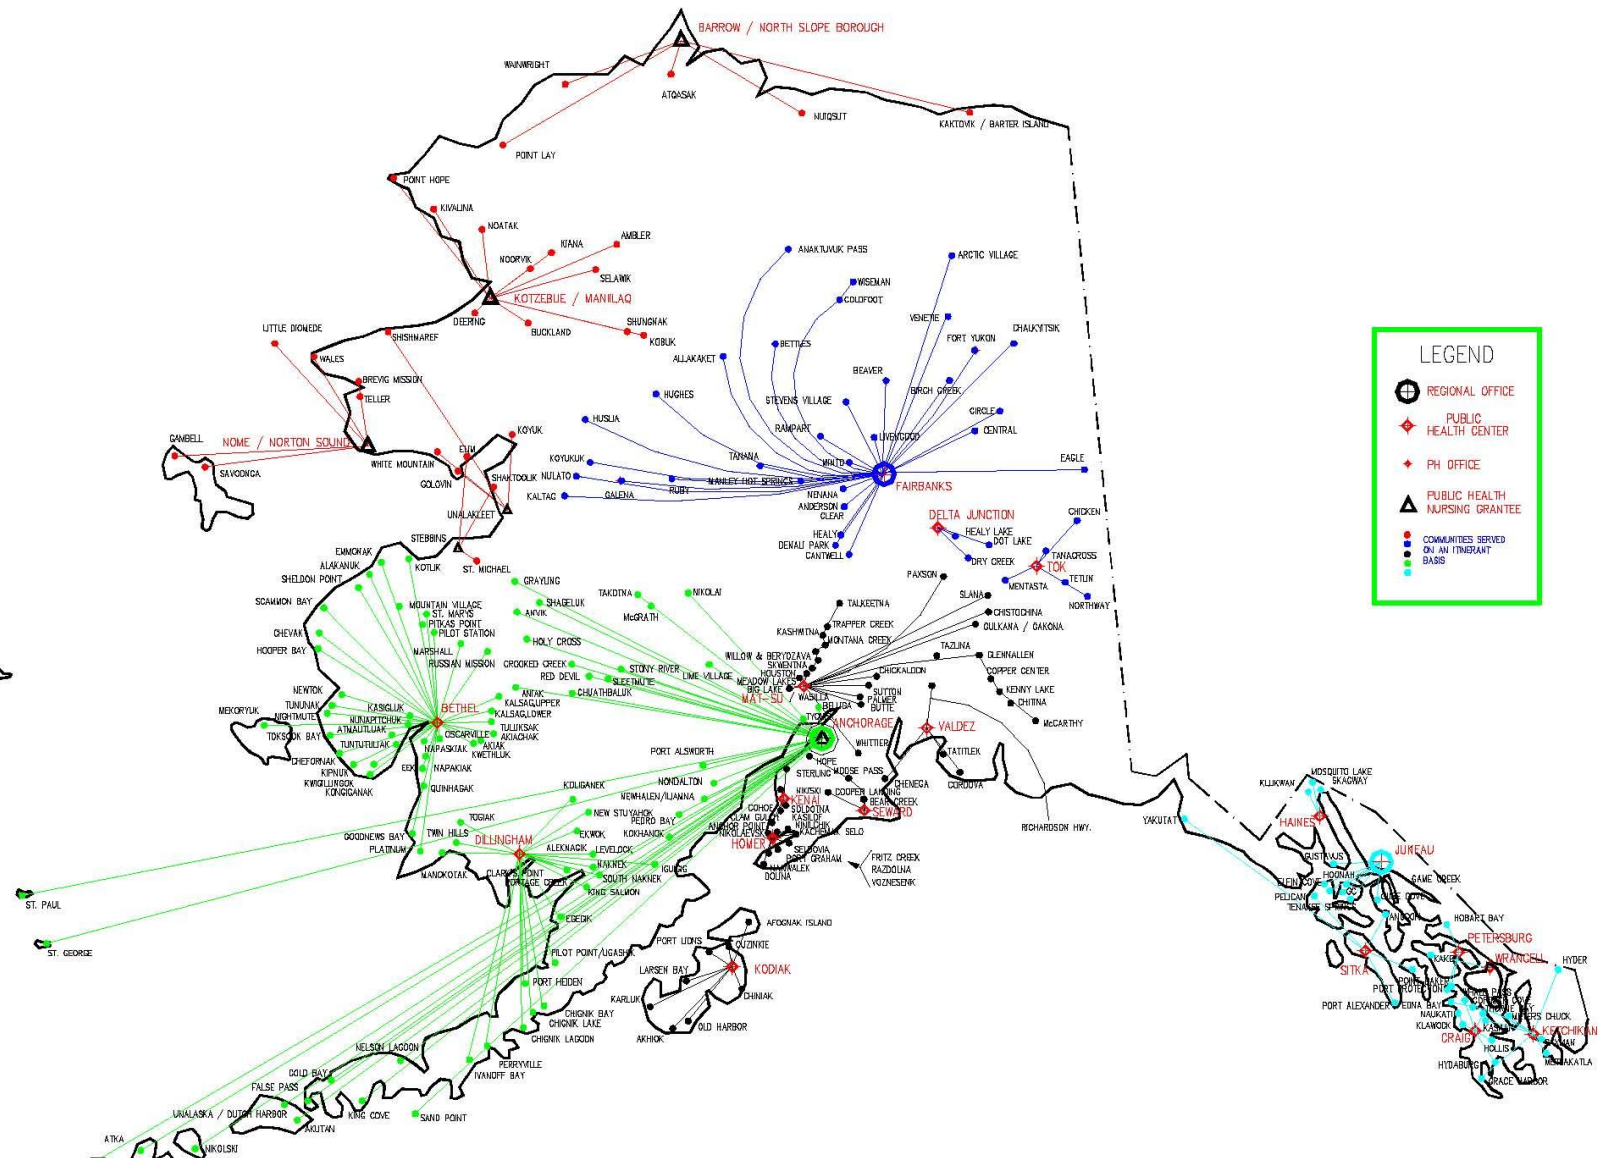 BARROW / NORTH SLOPE BOROUGH
WAINWRIGHT
ATQASAK
NUIQSUT
KAKTOVIK / BARTER ISLAND
POINT LAY
POINT HOPE
KIVALINA
NOATAK
KIANA
AMBLER
NOORVIK
SELAWIK
KOTZEBUE / MANIILAQ
DEERING
BUCKLAND
SHUNGNAK
KOBUK
LITTLE DIOMEDE
SHISHMAREF
WALES
BREVIG MISSION
TELLER
GAMBELL
NOME / NORTON SOUND
SAVOONGA
WHITE MOUNTAIN
ELIM
KOYUK
GOLOVIN
SHAKTOOLIK
UNALAKLEET
STEBBINS
ST. MICHAEL
ANAKTUVUK PASS
ARCTIC VILLAGE
WISEMAN
COLDFOOT
VENETIE
FORT YUKON
CHALKYITSIK
ALLAKAKET
BETTLES
BEAVER
BIRCH CREEK
HUGHES
STEVENS VILLAGE
CIRCLE
HUSLIA
RAMPART
LIVENGOOD
CENTRAL
KOYUKUK
TANANA
MINTO
EAGLE
NULATO
GALENA
RUBY
MANLEY HOT SPRINGS
FAIRBANKS
KALTAG
NENANA
ANDERSON
CLEAR
HEALY
DENALI PARK
CANTWELL
DELTA JUNCTION
HEALY LAKE
DOT LAKE
DRY CREEK
CHICKEN
TANACROSS
TOK
MENTASTA
TETLIN
NORTHWAY
LEGEND
REGIONAL OFFICE
PUBLIC
HEALTH CENTER
PH OFFICE
PUBLIC HEALTH
NURSING GRANTEE
COMMUNITIES SERVED
ON AN ITINERANT
BASIS
EMMONAK
ALAKANUK
KOTLIK
SHELDON POINT
SCAMMON BAY
MOUNTAIN VILLAGE
ST. MARYS
PITKAS POINT
PILOT STATION
CHEVAK
HOOPER BAY
MARSHALL
RUSSIAN MISSION
GRAYLING
SHAGELUK
ANVIK
HOLY CROSS
TAKOTNA
McGRATH
NIKOLAI
CROOKED CREEK
RED DEVIL
STONY RIVER
SLEETMUTE
LIME VILLAGE
CHUATHBALUK
ANIAK
KALSAG,UPPER
KALSAG,LOWER
TULUKSAK
AKIACHAK
AKIAK
KWETHLUK
NEWTOK
TUNUNAK
NIGHTMUTE
MEKORYUK
TOKSOOK BAY
KASIGLUK
NUNAPITCHUK
ATMAUTLUAK
TUNTUTULIAK
BETHEL
OSCARVILLE
NAPASKIAK
NAPAKIAK
EEK
CHEFORNAK
KIPNUK
KWIGILLINGOK
KONGIGANAK
QUINHAGAK
GOODNEWS BAY
PLATINUM
TWIN HILLS
TOGIAK
MANOKOTAK
DILLINGHAM
ALEKNAGIK
CLARKS POINT
PORTAGE CREEK
KOLIGANEK
NEW STUYAHOK
EKWOK
LEVELOCK
NAKNEK
SOUTH NAKNEK
KING SALMON
IGIUGIG
KOKHANOK
PEDRO BAY
NEWHALEN/ILIAMNA
NONDALTON
PORT ALSWORTH
EGEGIK
PILOT POINT/UGASHIK
PORT HEIDEN
CHIGNIK BAY
CHIGNIK LAKE
CHIGNIK LAGOON
PERRYVILLE
IVANOFF BAY
NELSON LAGOON
COLD BAY
FALSE PASS
UNALASKA / DUTCH HARBOR
AKUTAN
KING COVE
SAND POINT
ATKA
NIKOLSKI
ST. PAUL
ST. GEORGE
PAXSON
SLANA
CHISTOCHINA
GULKANA / GAKONA
TALKEETNA
TRAPPER CREEK
KASHWITNA
MONTANA CREEK
WILLOW & BERYOZAVA
SKWENTNA
HOUSTON
MEADOW LAKES
BIG LAKE
MAT-SU / WASILLA
CHICKALOON
SUTTON
PALMER
BUTTE
TAZLINA
GLENNALLEN
COPPER CENTER
KENNY LAKE
CHITINA
McCARTHY
BELUGA
TYONEK
ANCHORAGE
VALDEZ
WHITTIER
TATITLEK
CORDOVA
CHENEGA
RICHARDSON HWY.
HOPE
STERLING
MOOSE PASS
COOPER LANDING
BEAR CREEK
SEWARD
NIKISKI
KENAI
SOLDOTNA
COHOE
KASILOF
CLAM GULCH
NINILCHIK
ANCHOR POINT
NIKOLAEVSK
KACHEMAK SELO
HOMER
SELDOVIA
PORT GRAHAM
NANWALEK
DOLINA
FRITZ CREEK
RAZDOLNA
VOZNESENIK
AFOGNAK ISLAND
OUZINKIE
PORT LIONS
LARSEN BAY
KODIAK
KARLUK
CHINIAK
OLD HARBOR
AKHIOK
YAKUTAT
KLUKWAN
MOSQUITO LAKE
SKAGWAY
HAINES
GUSTAVUS
JUNEAU
HOONAH
ELFIN COVE
PELICAN
TENAKEE SPRINGS
GAME CREEK
CUBE COVE
ANGOON
HOBART BAY
SITKA
KAKE
PETERSBURG
WRANGELL
POINT BAKER
PORT PROTECTION
PORT ALEXANDER
EDNA BAY
WHALE PASS
COFFMAN COVE
THORNE BAY
MEYERS CHUCK
HYDER
NAUKATI
KLAWOCK
CRAIG
KASAAN
HOLLIS
HYDABURG
KETCHIKAN
SAXMAN
METLAKATLA
GRACE HARBOR